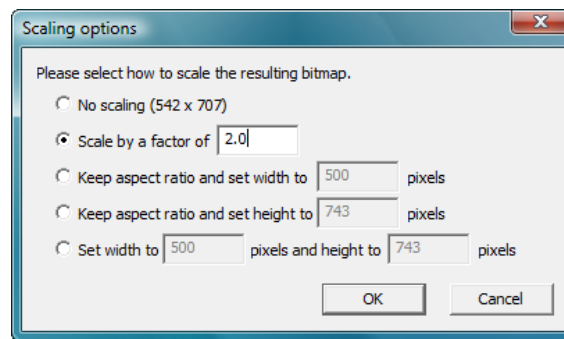 Scaling options
Please select how to scale the resulting bitmap.
No scaling (542 x 707)
Scale by a factor of 2.0
Keep aspect ratio and set width to 500 pixels
Keep aspect ratio and set height to 743 pixels
Set width to 500 pixels and height to 743 pixels
OK Cancel